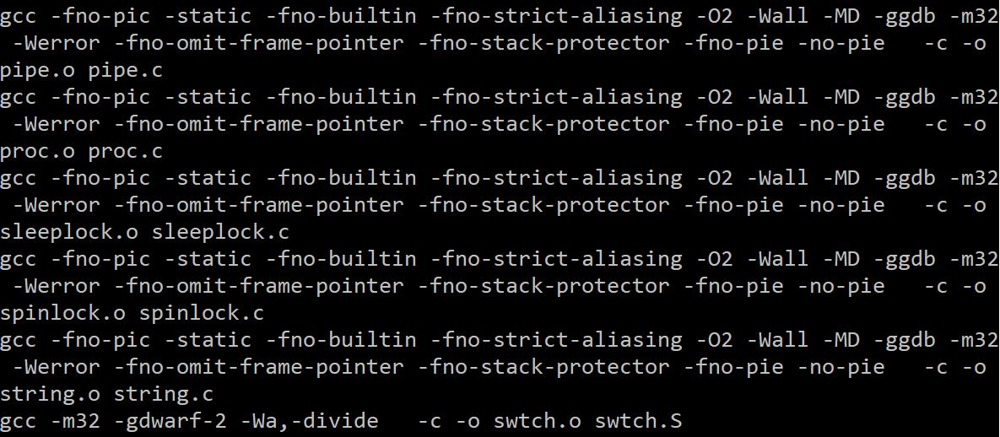 gcc -fno-pic -static -fno-builtin -fno-strict-aliasing -O2 -Wall -MD -ggdb -m32
 -Werror -fno-omit-frame-pointer -fno-stack-protector -fno-pie -no-pie   -c -o
pipe.o pipe.c
gcc -fno-pic -static -fno-builtin -fno-strict-aliasing -O2 -Wall -MD -ggdb -m32
 -Werror -fno-omit-frame-pointer -fno-stack-protector -fno-pie -no-pie   -c -o
proc.o proc.c
gcc -fno-pic -static -fno-builtin -fno-strict-aliasing -O2 -Wall -MD -ggdb -m32
 -Werror -fno-omit-frame-pointer -fno-stack-protector -fno-pie -no-pie   -c -o
sleeplock.o sleeplock.c
gcc -fno-pic -static -fno-builtin -fno-strict-aliasing -O2 -Wall -MD -ggdb -m32
 -Werror -fno-omit-frame-pointer -fno-stack-protector -fno-pie -no-pie   -c -o
spinlock.o spinlock.c
gcc -fno-pic -static -fno-builtin -fno-strict-aliasing -O2 -Wall -MD -ggdb -m32
 -Werror -fno-omit-frame-pointer -fno-stack-protector -fno-pie -no-pie   -c -o
string.o string.c
gcc -m32 -gdwarf-2 -Wa,-divide   -c -o swtch.o swtch.S